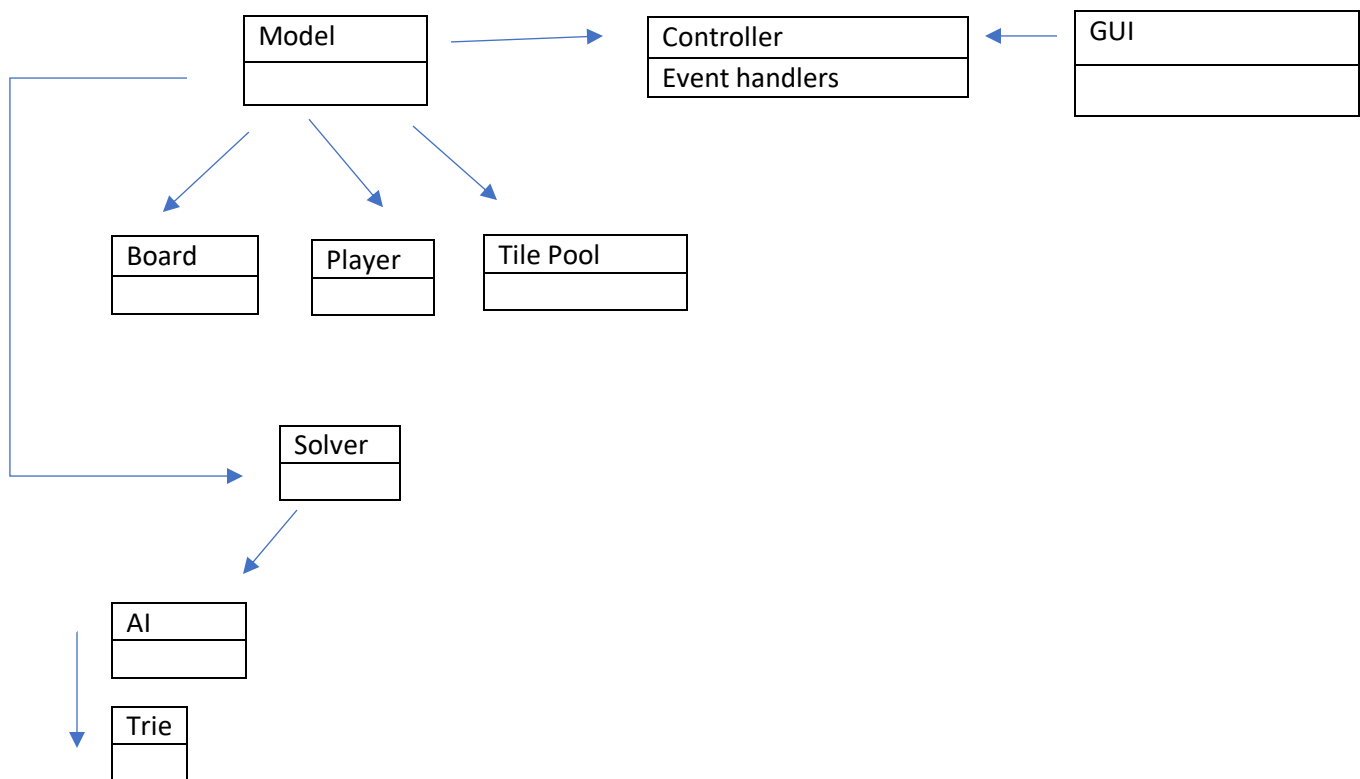 Model
Controller
Event handlers
GUI
Board
Player
Tile Pool
Solver
AI
Trie